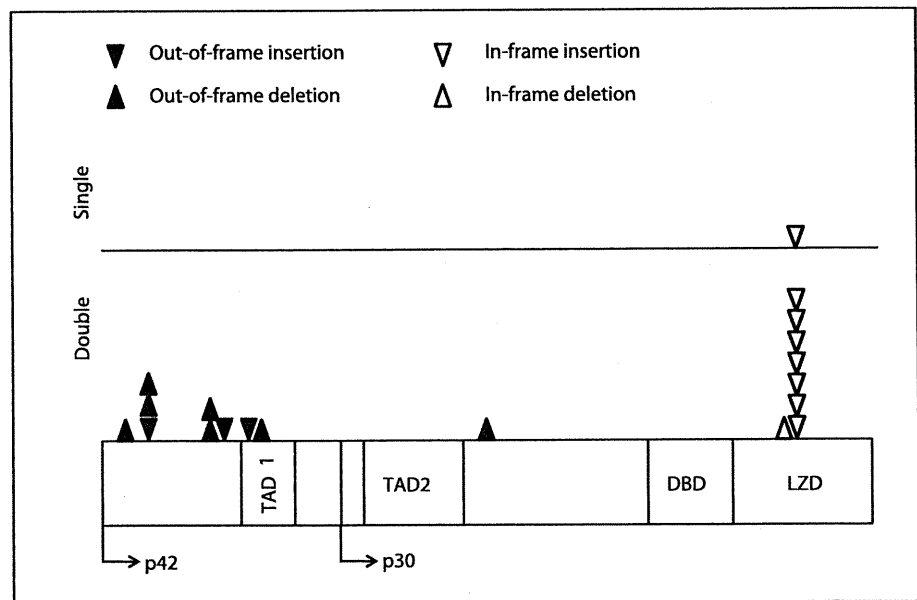 Out-of-frame insertion
In-frame insertion
Out-of-frame deletion
In-frame deletion
Single
Double
TAD 1
TAD2
DBD
LZD
p42
p30